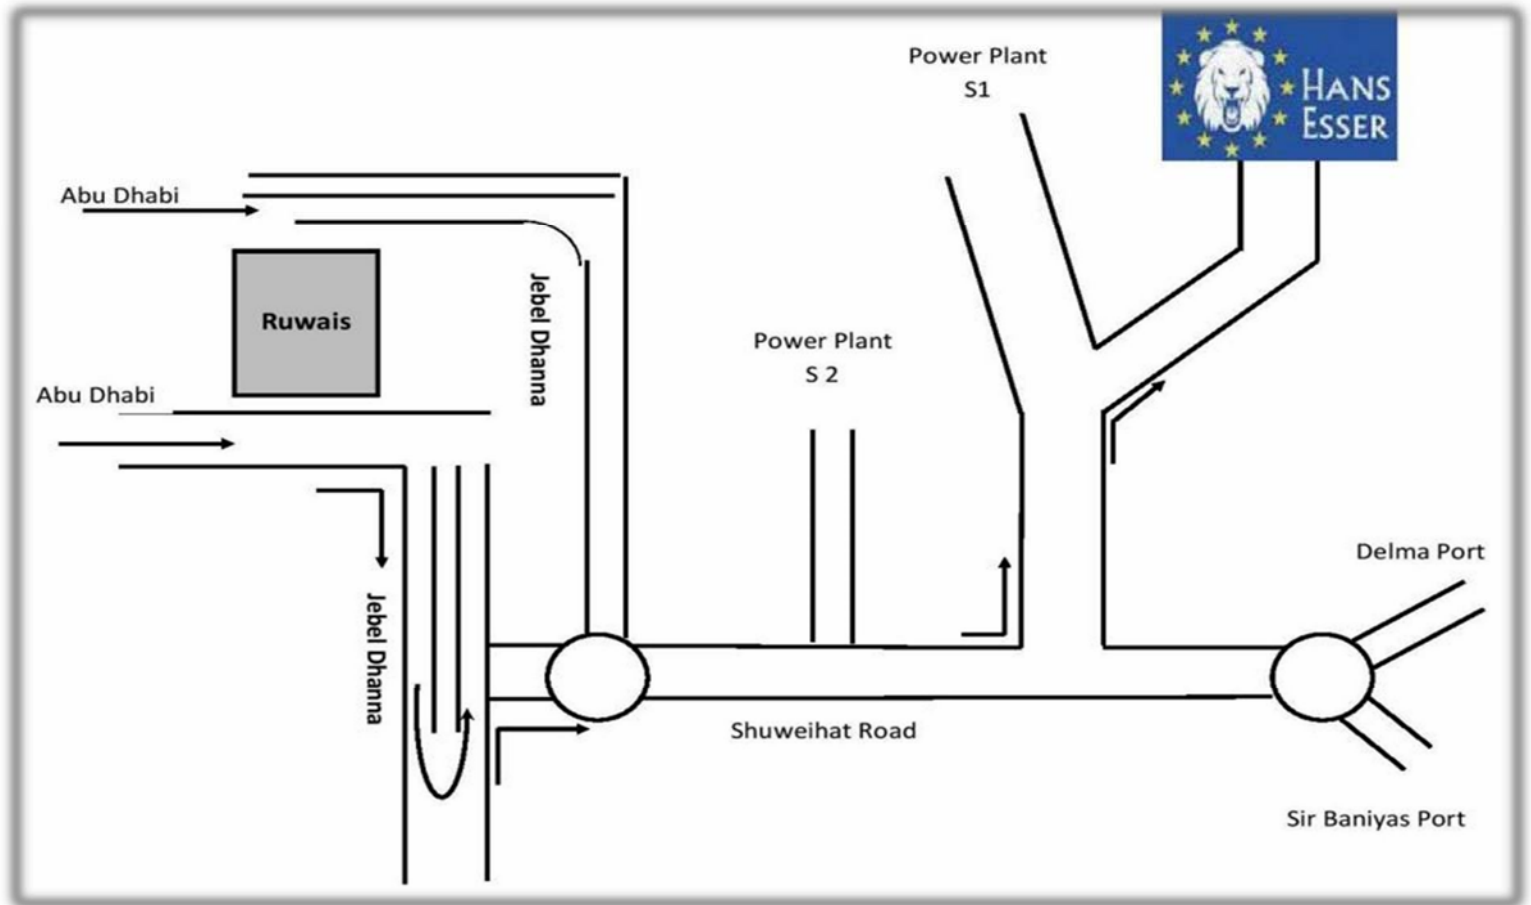 Power Plant
S1
HANS
ESSER
Abu Dhabi
Ruwais
Jebel Dhanna
Power Plant
S 2
Abu Dhabi
Delma Port
Jebel Dhanna
Shuweihat Road
Sir Baniyas Port